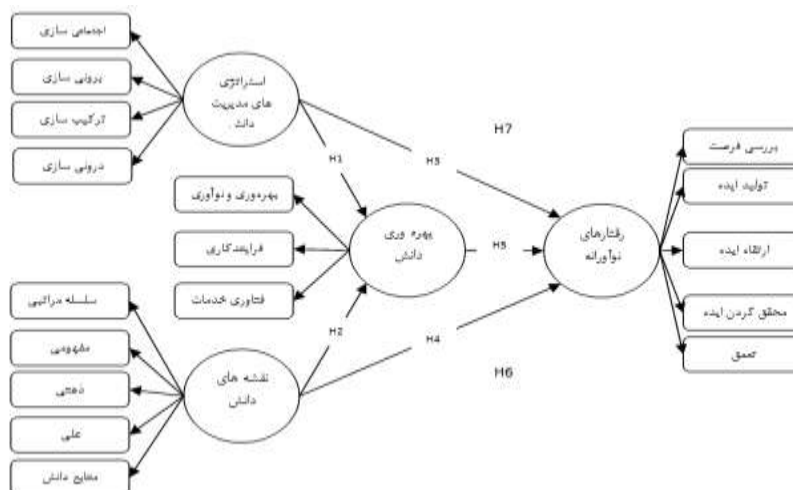 اجتماعی سازی
برونی سازی
ترکیب سازی
درونی سازی
استراتژی
های مدیریت
دانش
H1
H3
H7
بهره‌وری و نوآوری
فرایندکاری
فناوری خدمات
بهره وری
دانش
H5
رفتارهای
نوآورانه
بررسی فرصت
تولید ایده
ارتقاء ایده
محقق کردن ایده
تعمق
سلسله مراتبی
مفهومی
ذهنی
علی
منابع دانش
نقشه های
دانش
H2
H4
H6